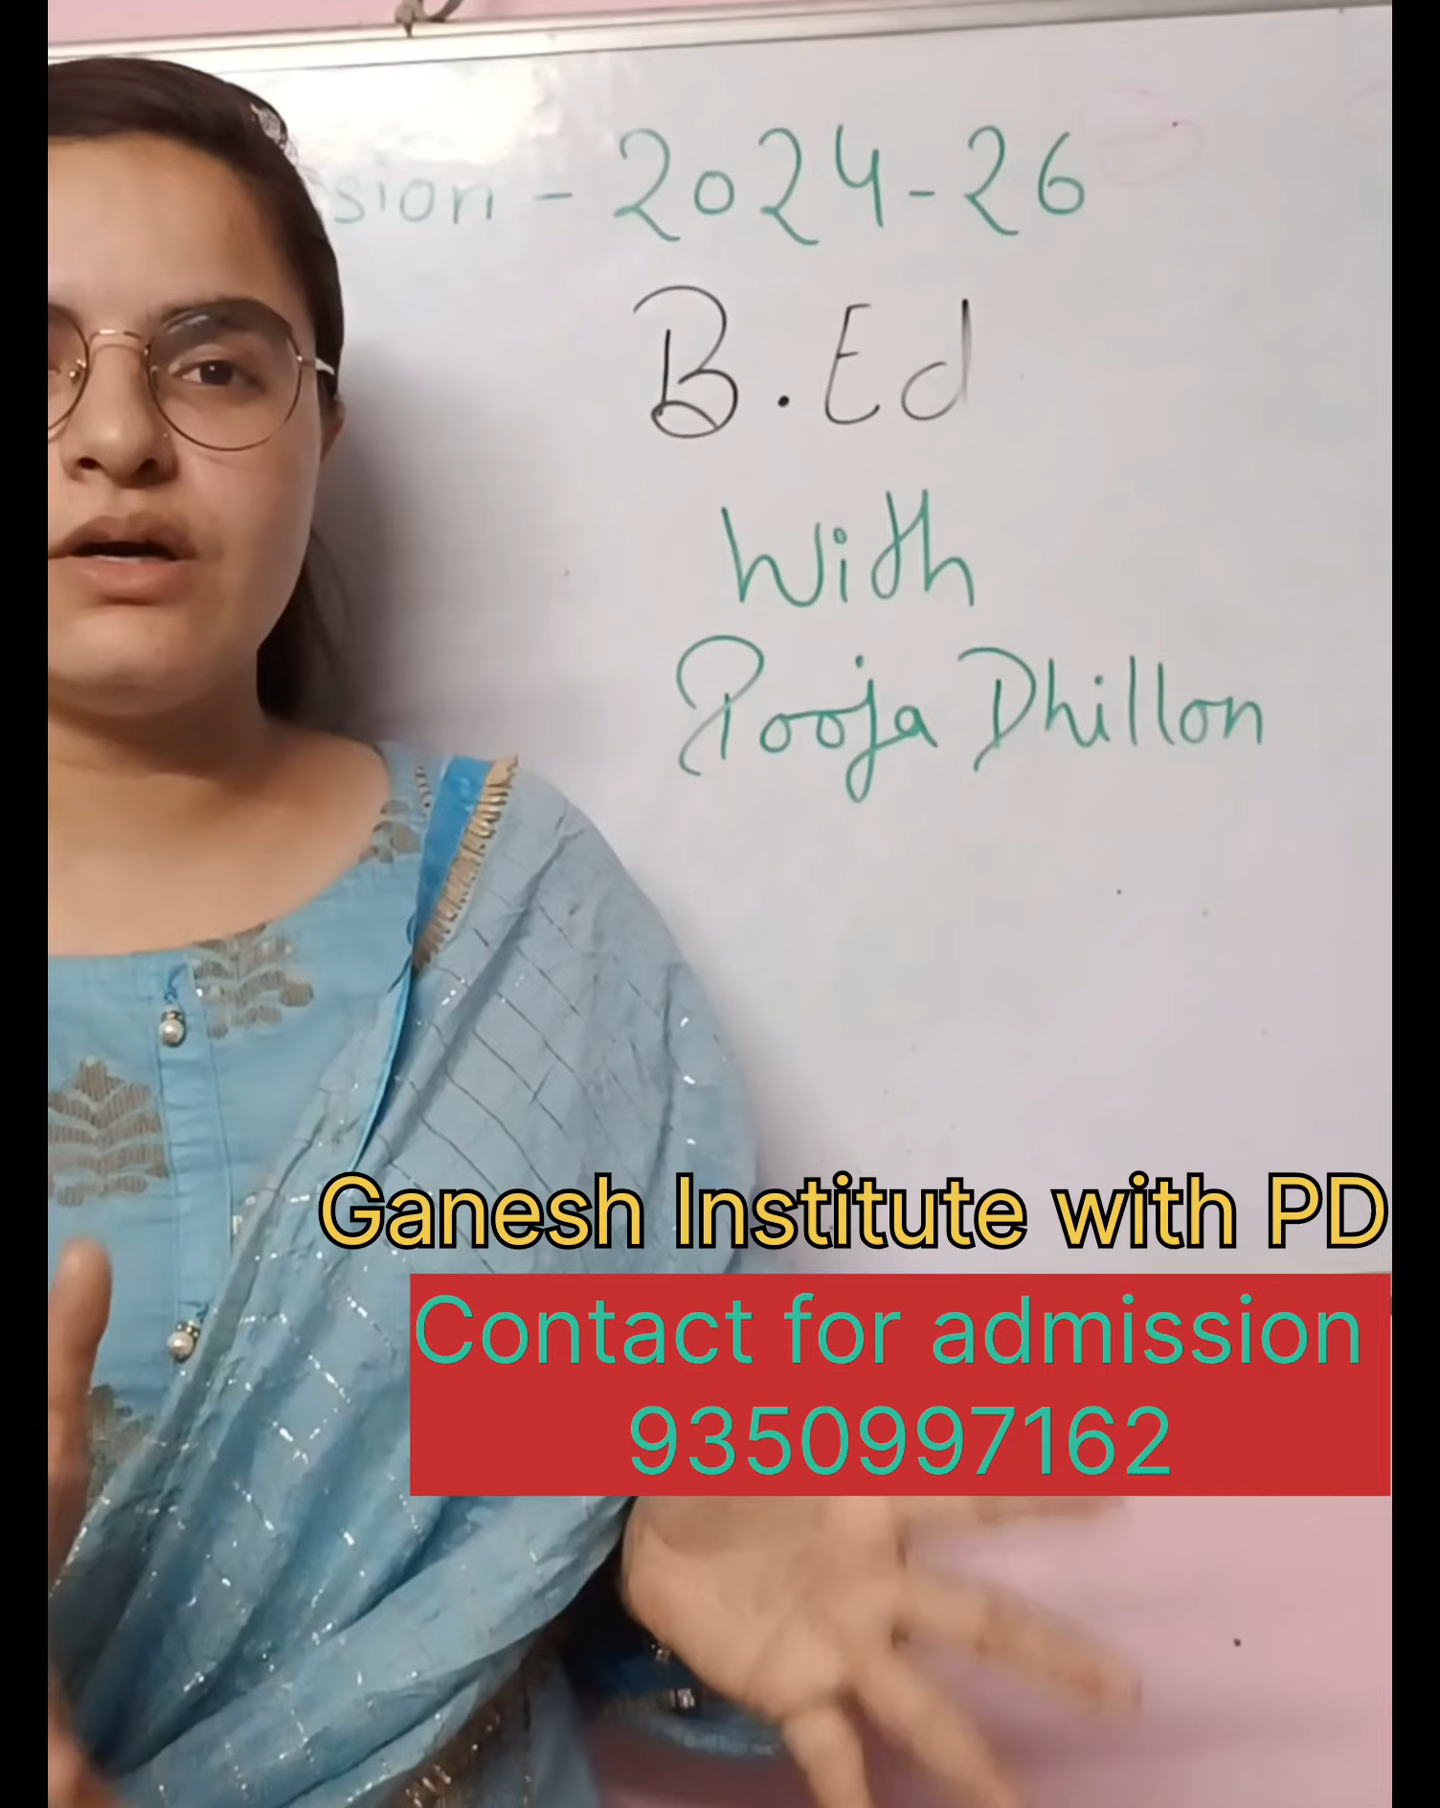 sion - 2024-26
B.Ed
With
Pooja Dhillon
Ganesh Institute with PD
Contact for admission
9350997162